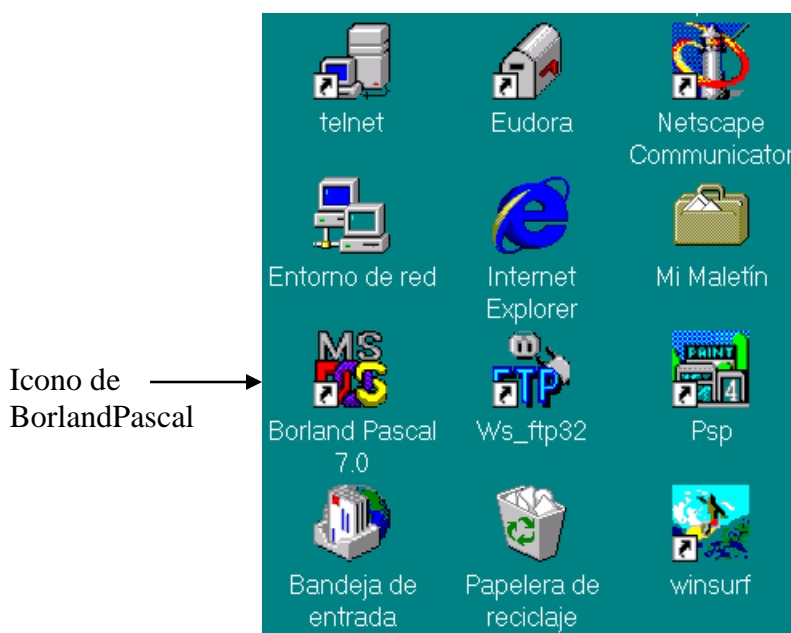 telnet
Eudora
Netscape
Communicator
Entorno de red
Internet
Explorer
Mi Maletín
Icono de
BorlandPascal
MS
DOS
Borland Pascal
7.0
FTP
Ws_ftp32
PAINT
4
Psp
Bandeja de
entrada
Papelera de
reciclaje
winsurf